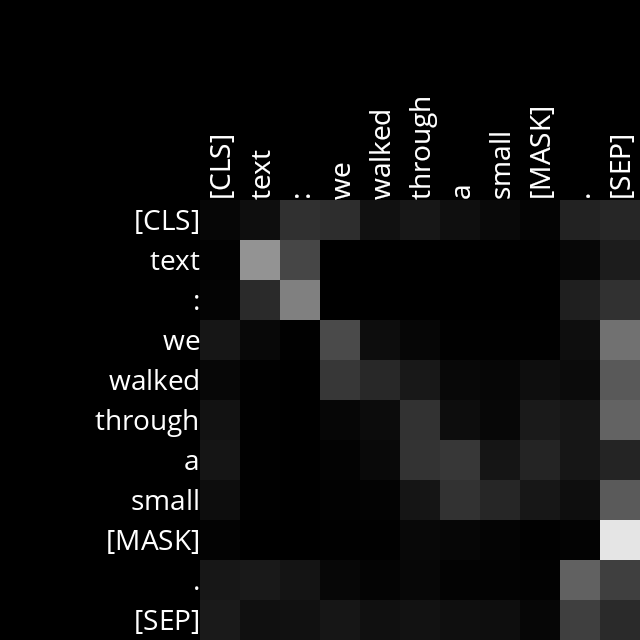 [CLS] text : we walked through a small [MASK] . [SEP]
[CLS]
text
:
we
walked
through
a
small
[MASK]
.
[SEP]